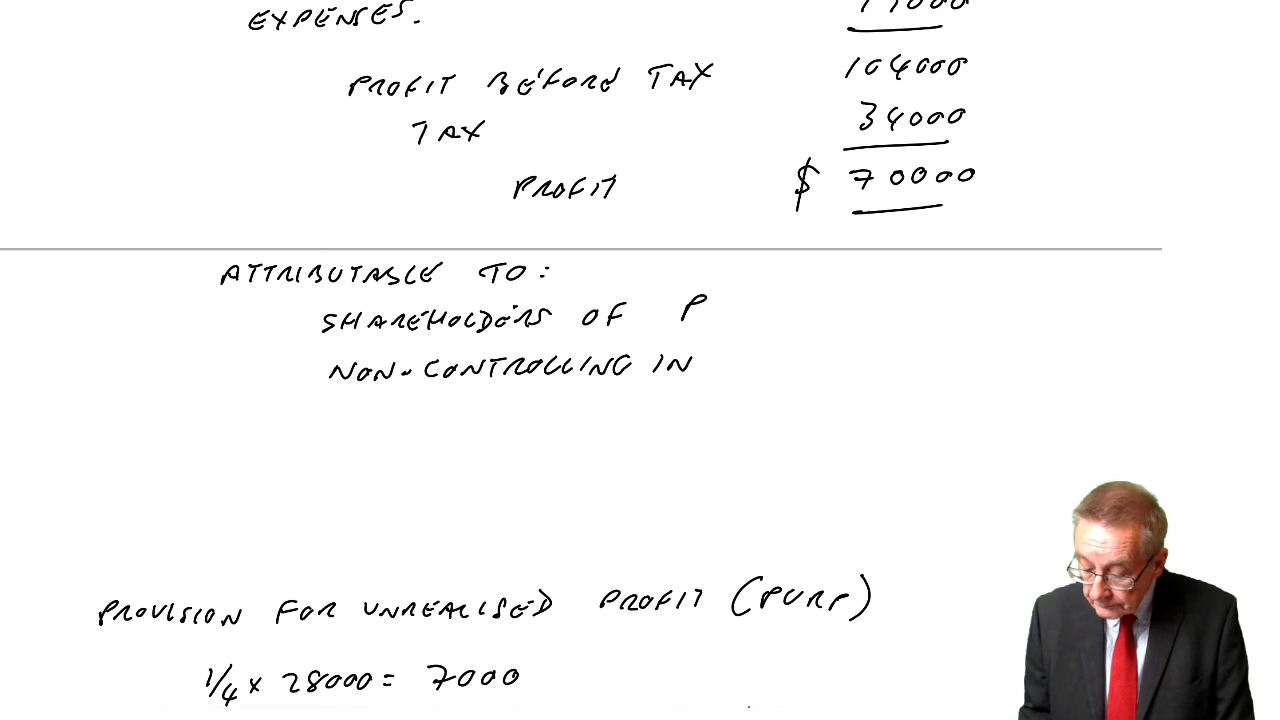 EXPENSES.
PROFIT BEFORE TAX 104000
TAX 34000
PROFIT $ 70000
ATTRIBUTABLE TO:
SHAREHOLDERS OF P
NON-CONTROLLING IN
PROVISION FOR UNREALISED PROFIT (PURP)
1/4 × 28000 = 7000